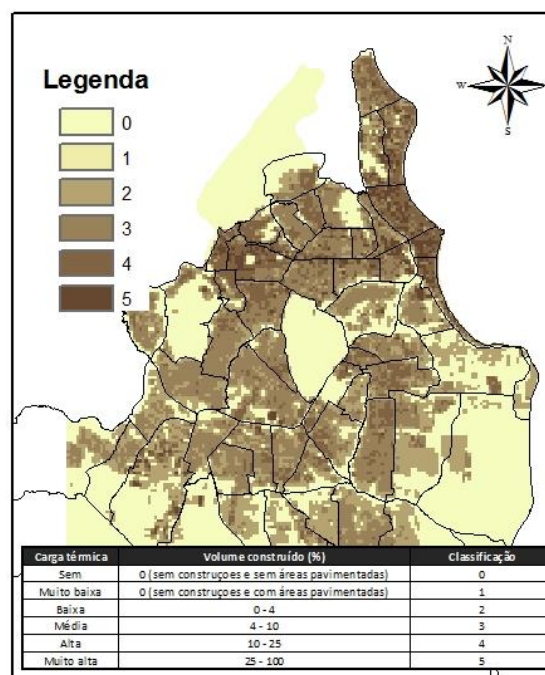 N
W
S
Legenda
0
1
2
3
4
5
Carga térmica Volume construído (%) Classificação
Sem 0 (sem construçoes e sem áreas pavimentadas) 0
Muito baixa 0 (sem construçoes e com áreas pavimentadas) 1
Baixa 0 - 4 2
Média 4 - 10 3
Alta 10 - 25 4
Muito alta 25 - 100 5